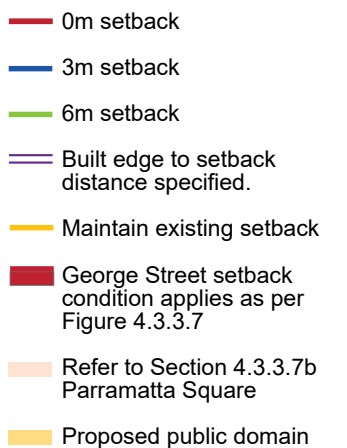 0m setback
3m setback
6m setback
Built edge to setback
distance specified.
Maintain existing setback
George Street setback
condition applies as per
Figure 4.3.3.7
Refer to Section 4.3.3.7b
Parramatta Square
Proposed public domain